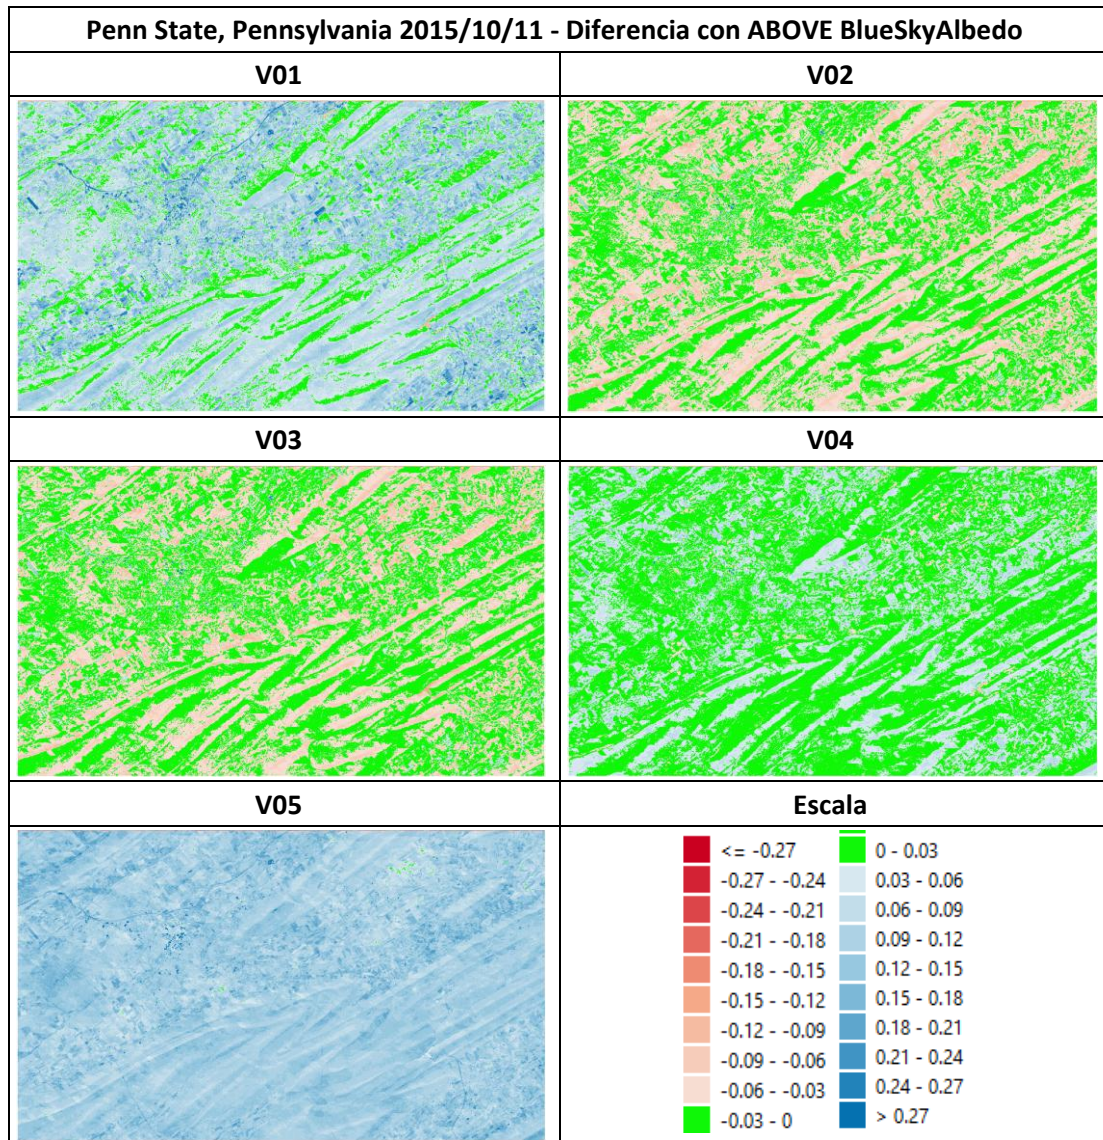 Penn State, Pennsylvania 2015/10/11 - Diferencia con ABOVE BlueSkyAlbedo
V01
V02
V03
V04
V05
Escala
<= -0.27
-0.27 - -0.24
-0.24 - -0.21
-0.21 - -0.18
-0.18 - -0.15
-0.15 - -0.12
-0.12 - -0.09
-0.09 - -0.06
-0.06 - -0.03
-0.03 - 0
0 - 0.03
0.03 - 0.06
0.06 - 0.09
0.09 - 0.12
0.12 - 0.15
0.15 - 0.18
0.18 - 0.21
0.21 - 0.24
0.24 - 0.27
> 0.27